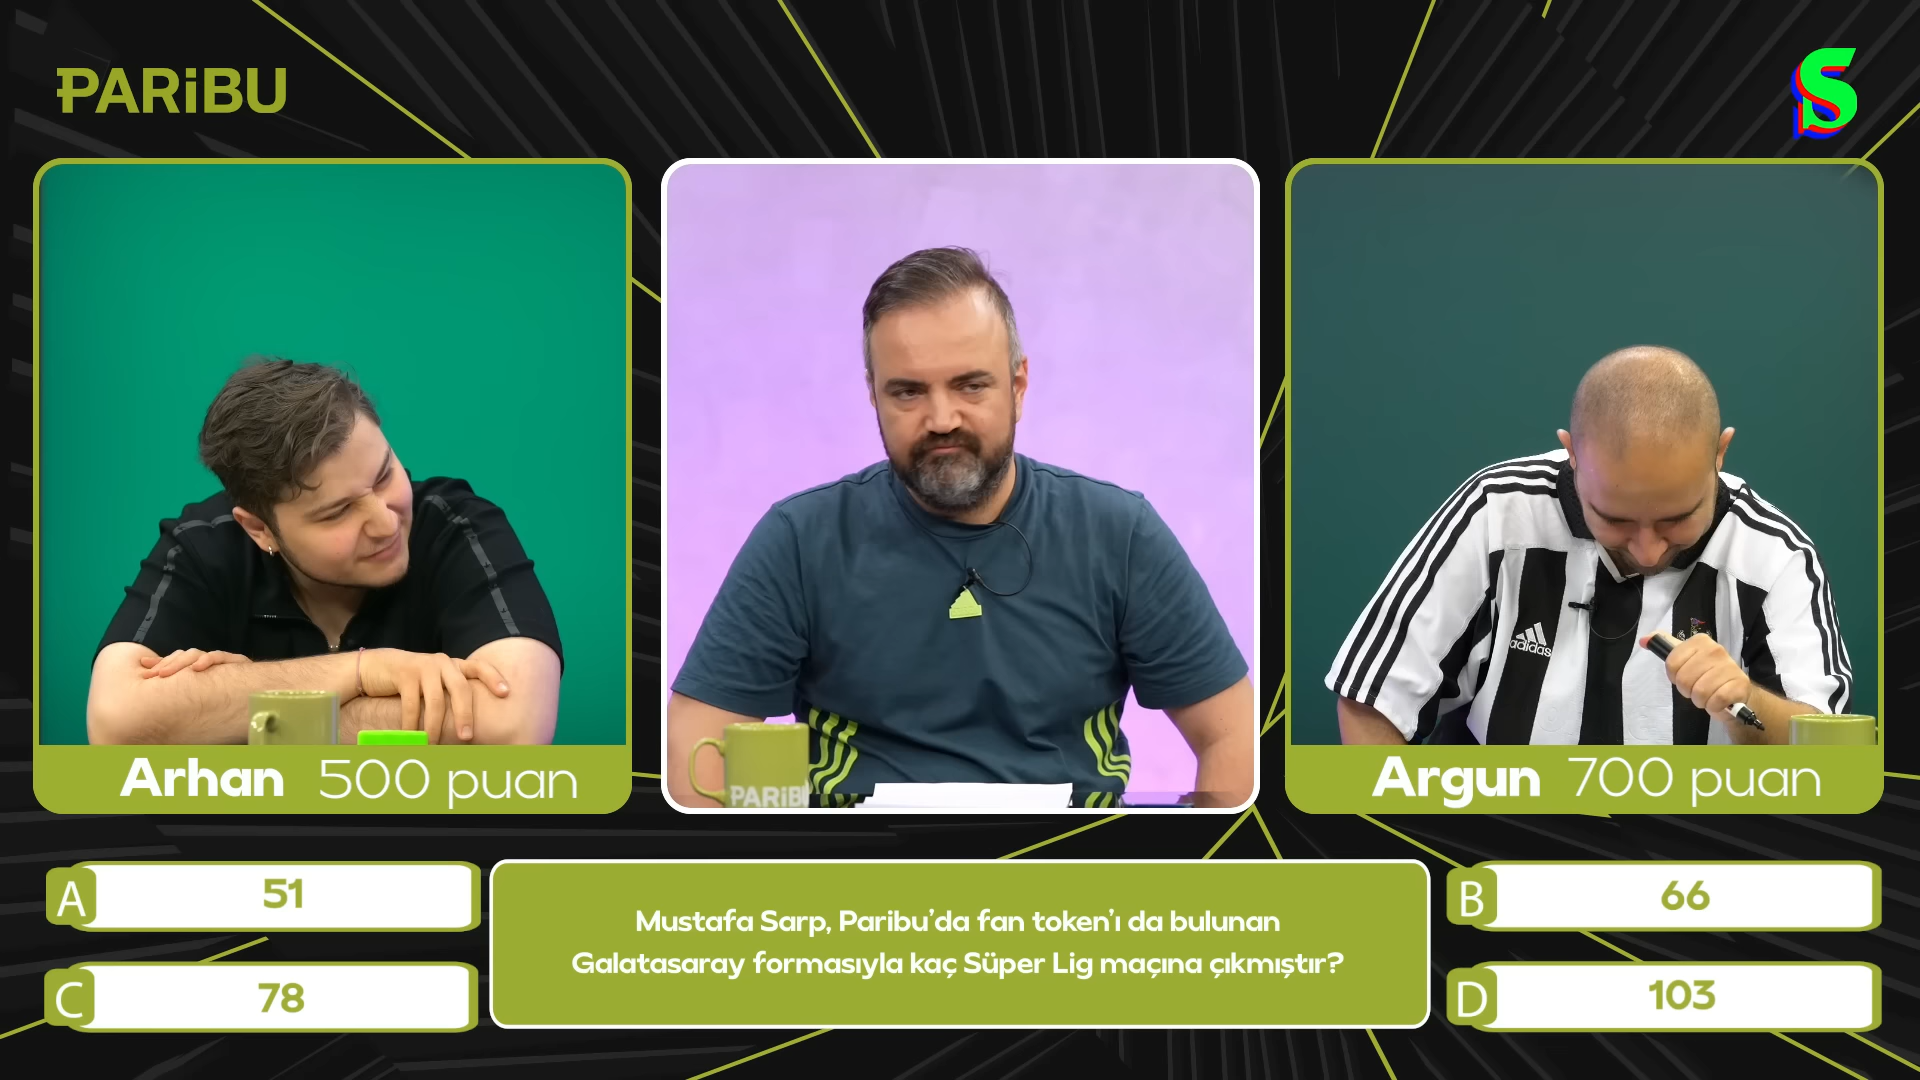 PARiBU
S
adidas
PARiBU
Arhan 500 puan
Argun 700 puan
A 51
Mustafa Sarp, Paribu'da fan token'ı da bulunan
Galatasaray formasıyla kaç Süper Lig maçına çıkmıştır?
B 66
C 78
D 103